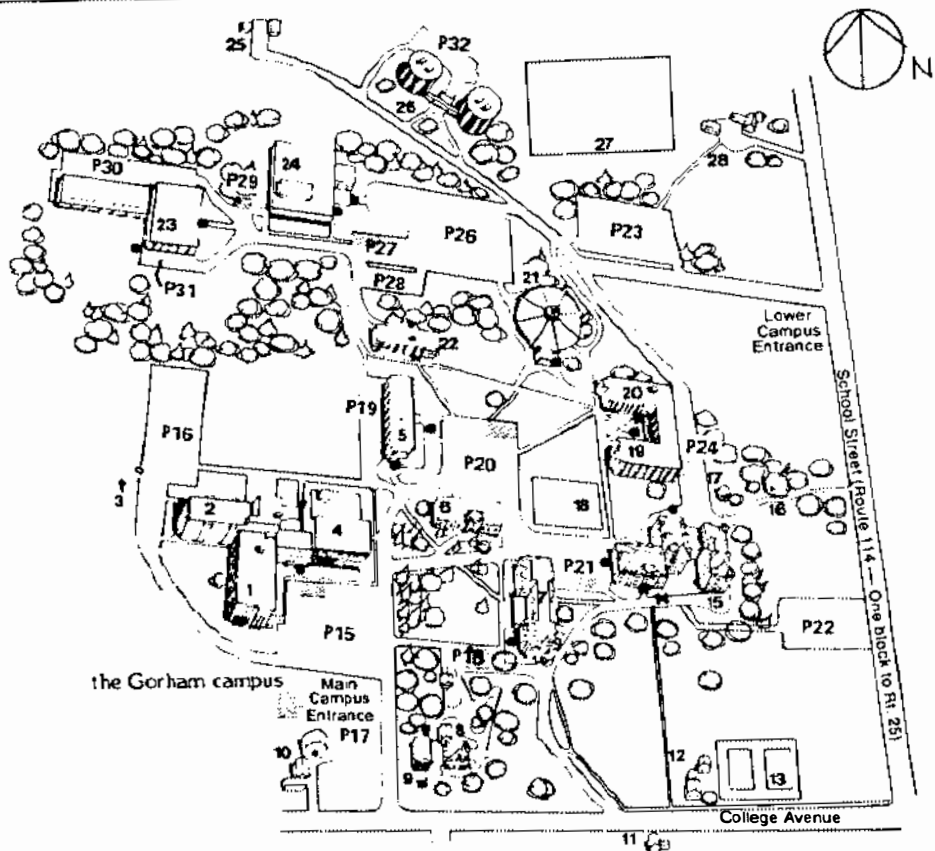 25
P32
N
26
27
28
P30
P29
24
23
P27
P26
P23
P31
P28
21
22
Lower
Campus
Entrance
School Street (Route 114 — One block to Rt. 25)
P16
P19
5
20
19
P24
P20
3
2
4
6
18
17
16
1
P21
14
15
P15
P22
P18
the Gorham campus
Main
Campus
Entrance
P17
10
8
9
12
13
College Avenue
11